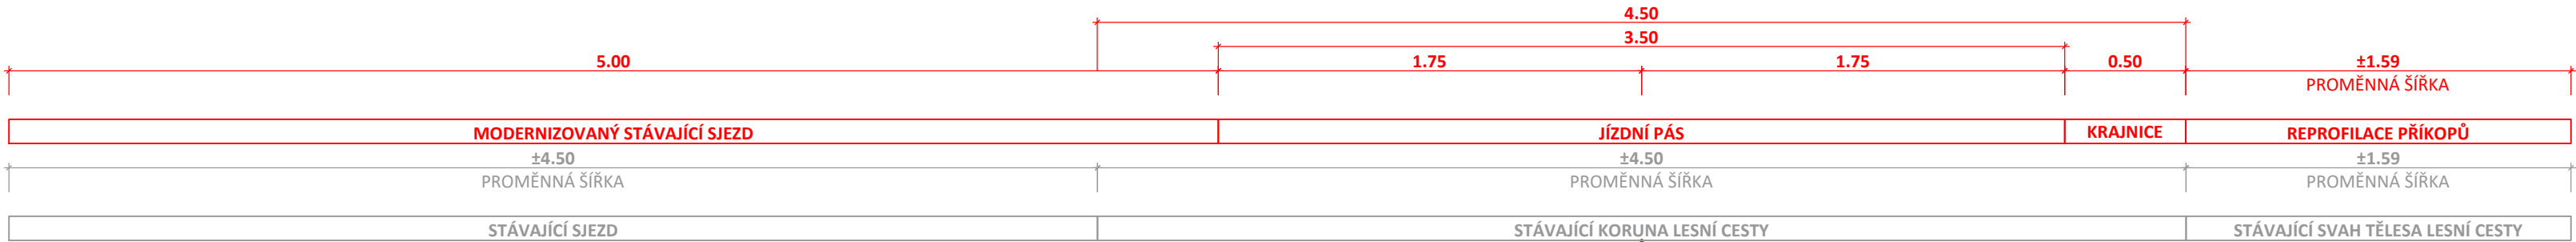 4.50
3.50
5.00 1.75 1.75 0.50 ±1.59
PROMĚNNÁ ŠÍŘKA
MODERNIZOVANÝ STÁVAJÍCÍ SJEZD JÍZDNÍ PÁS KRAJNICE REPROFILACE PŘÍKOPŮ
±4.50 ±4.50 ±1.59
PROMĚNNÁ ŠÍŘKA PROMĚNNÁ ŠÍŘKA PROMĚNNÁ ŠÍŘKA
STÁVAJÍCÍ SJEZD STÁVAJÍCÍ KORUNA LESNÍ CESTY STÁVAJÍCÍ SVAH TĚLESA LESNÍ CESTY